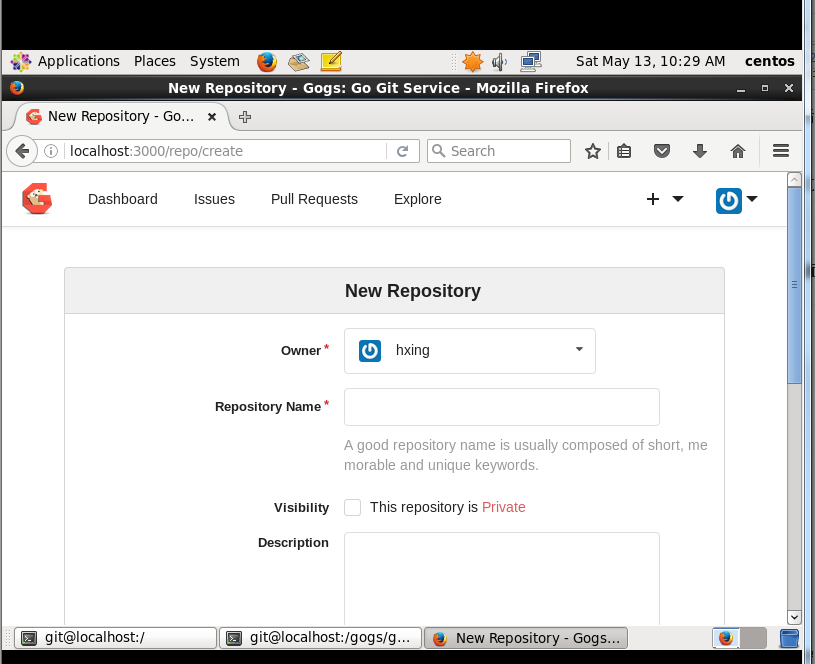 Applications Places System Sat May 13, 10:29 AM centos
New Repository - Gogs: Go Git Service - Mozilla Firefox
New Repository - Go...
localhost:3000/repo/create Search
Dashboard Issues Pull Requests Explore
New Repository
Owner * hxing
Repository Name *
A good repository name is usually composed of short, me
morable and unique keywords.
Visibility This repository is Private
Description
git@localhost:/ git@localhost:/gogs/g... New Repository - Gogs...